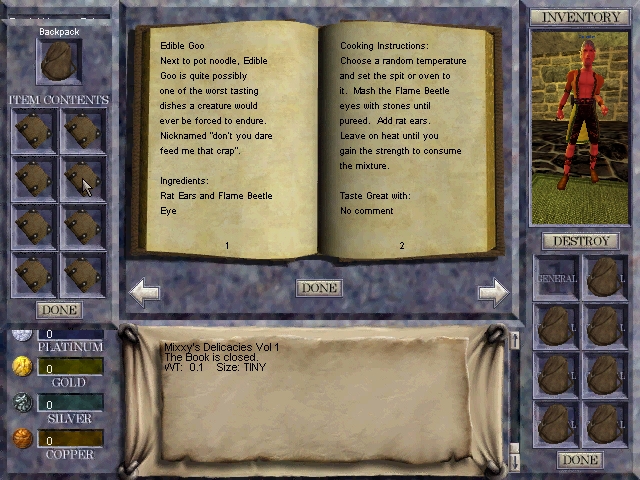 Backpack
ITEM CONTENTS
DONE
0
PLATINUM
0
GOLD
0
SILVER
0
COPPER
Edible Goo
Next to pot noodle, Edible
Goo is quite possibly
one of the worst tasting
dishes a creature would
ever be forced to endure.
Nicknamed "don't you dare
feed me that crap".
Ingredients:
Rat Ears and Flame Beetle
Eye
1
Cooking Instructions:
Choose a random temperature
and set the spit or oven to
it. Mash the Flame Beetle
eyes with stones until
pureed. Add rat ears.
Leave on heat until you
gain the strength to consume
the mixture.
Taste Great with:
No comment
2
DONE
Mixxy's Delicacies Vol 1
The Book is closed.
WT: 0.1 Size: TINY
INVENTORY
DESTROY
GENERAL
L
L
L
L
L
L
L
DONE